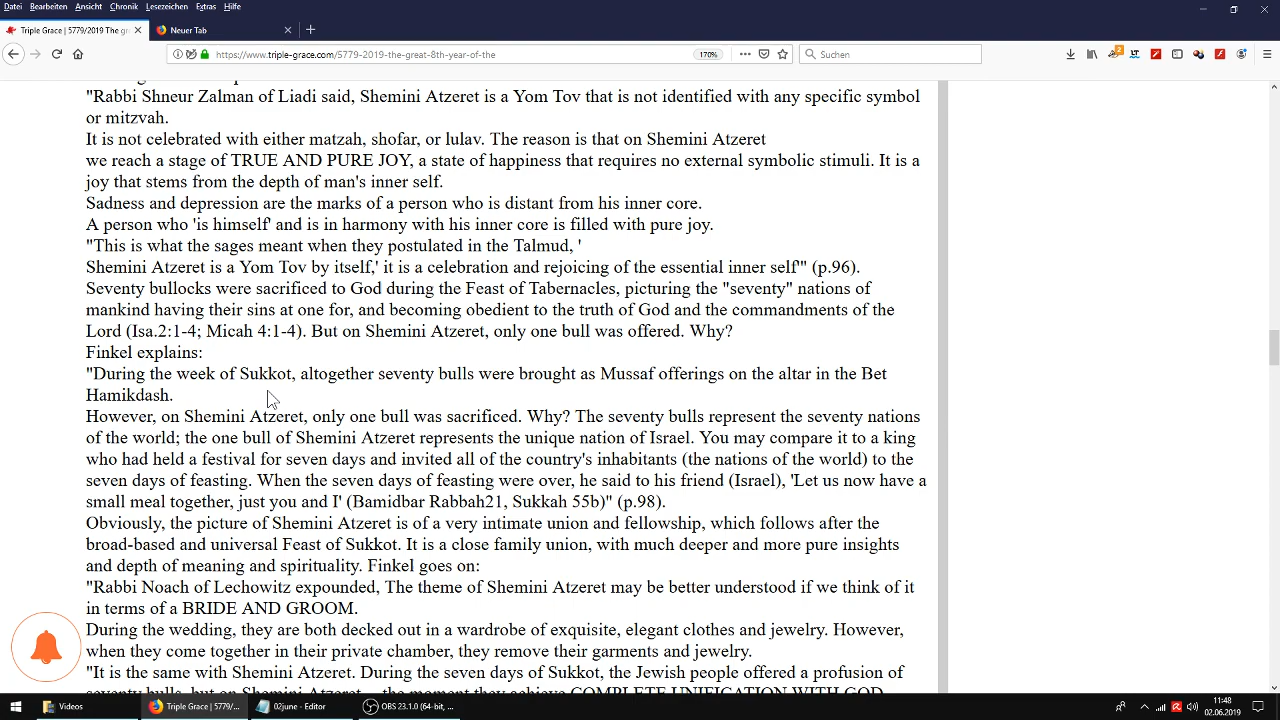 Datei Bearbeiten Ansicht Chronik Lesezeichen Extras Hilfe
Triple Grace | 5779/2019 The gr
Neuer Tab
https://www.triple-grace.com/5779-2019-the-great-8th-year-of-the
170%
Suchen
2
"Rabbi Shneur Zalman of Liadi said, Shemini Atzeret is a Yom Tov that is not identified with any specific symbol
or mitzvah.
It is not celebrated with either matzah, shofar, or lulav. The reason is that on Shemini Atzeret
we reach a stage of TRUE AND PURE JOY, a state of happiness that requires no external symbolic stimuli. It is a
joy that stems from the depth of man's inner self.
Sadness and depression are the marks of a person who is distant from his inner core.
A person who 'is himself' and is in harmony with his inner core is filled with pure joy.
"This is what the sages meant when they postulated in the Talmud, '
Shemini Atzeret is a Yom Tov by itself,' it is a celebration and rejoicing of the essential inner self'" (p.96).
Seventy bullocks were sacrificed to God during the Feast of Tabernacles, picturing the "seventy" nations of
mankind having their sins at one for, and becoming obedient to the truth of God and the commandments of the
Lord (Isa.2:1-4; Micah 4:1-4). But on Shemini Atzeret, only one bull was offered. Why?
Finkel explains:
"During the week of Sukkot, altogether seventy bulls were brought as Mussaf offerings on the altar in the Bet
Hamikdash.
However, on Shemini Atzeret, only one bull was sacrificed. Why? The seventy bulls represent the seventy nations
of the world; the one bull of Shemini Atzeret represents the unique nation of Israel. You may compare it to a king
who had held a festival for seven days and invited all of the country's inhabitants (the nations of the world) to the
seven days of feasting. When the seven days of feasting were over, he said to his friend (Israel), 'Let us now have a
small meal together, just you and I' (Bamidbar Rabbah21, Sukkah 55b)" (p.98).
Obviously, the picture of Shemini Atzeret is of a very intimate union and fellowship, which follows after the
broad-based and universal Feast of Sukkot. It is a close family union, with much deeper and more pure insights
and depth of meaning and spirituality. Finkel goes on:
"Rabbi Noach of Lechowitz expounded, The theme of Shemini Atzeret may be better understood if we think of it
in terms of a BRIDE AND GROOM.
During the wedding, they are both decked out in a wardrobe of exquisite, elegant clothes and jewelry. However,
when they come together in their private chamber, they remove their garments and jewelry.
"It is the same with Shemini Atzeret. During the seven days of Sukkot, the Jewish people offered a profusion of
seventy bulls, but on Shemini Atzeret the moment they achieve COMPLETE UNIFICATION WITH GOD
Videos
Triple Grace | 5779/...
02june - Editor
OBS 23.1.0 (64-bit, ...
11:48
02.06.2019